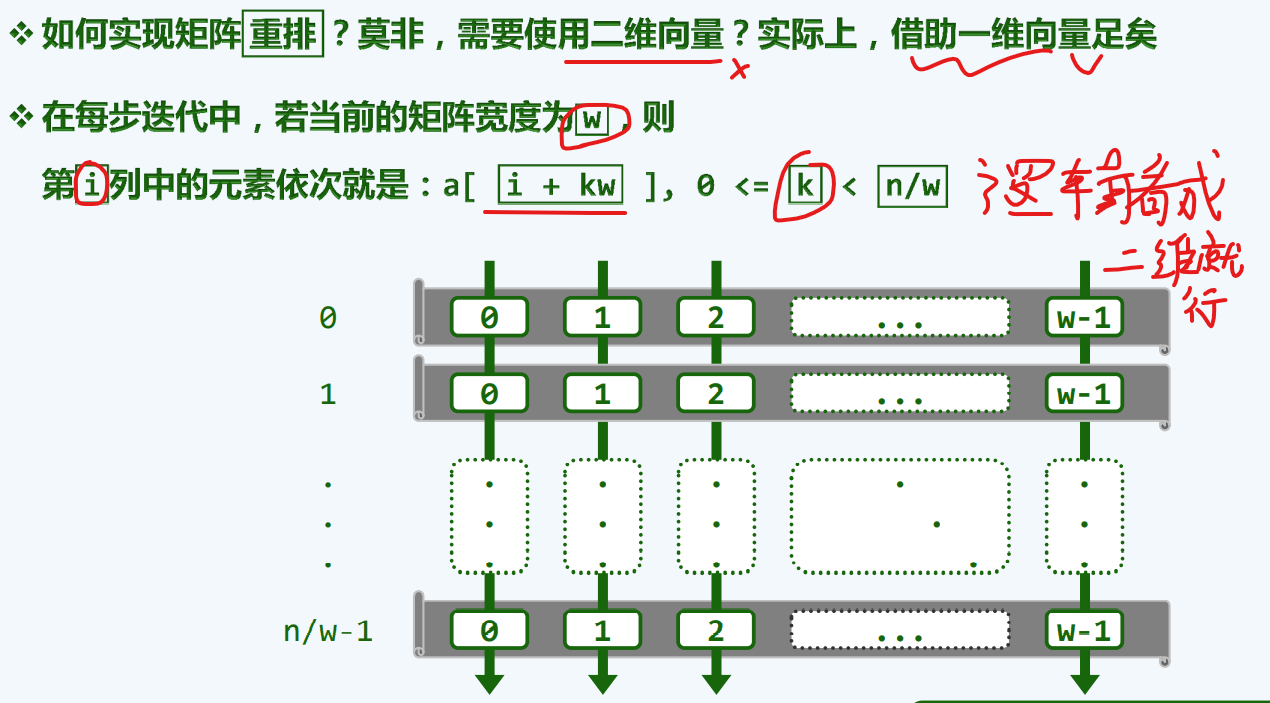 如何实现矩阵重排？莫非，需要使用二维向量？实际上，借助一维向量足矣
在每步迭代中，若当前的矩阵宽度为w，则
第i列中的元素依次就是：a[ i + kw ], 0 <= k < n/w
看成
二维就
行
0 0 1 2 ... w-1
1 0 1 2 ... w-1
n/w-1 0 1 2 ... w-1